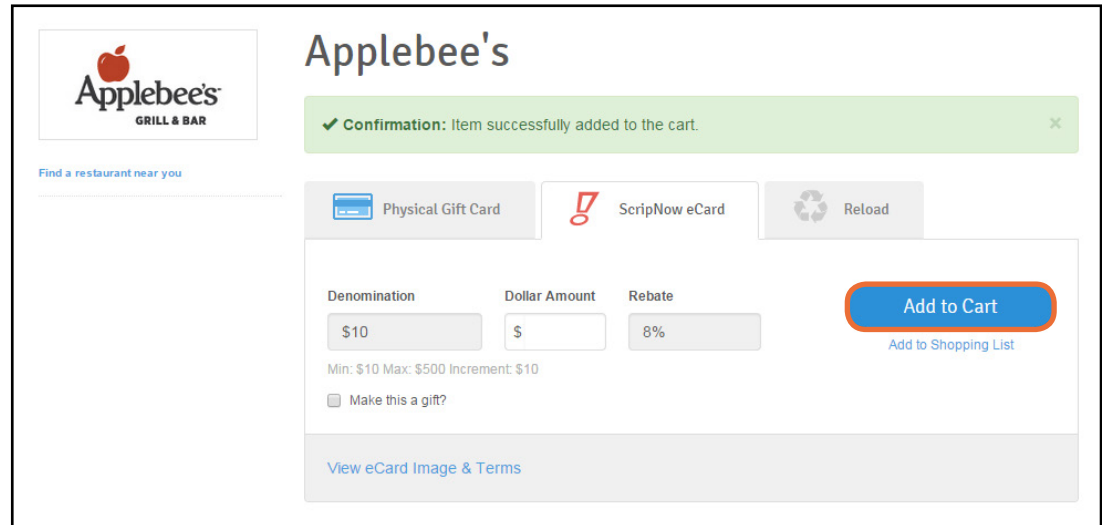 Applebee's
GRILL & BAR
Find a restaurant near you
Applebee's
✔ Confirmation: Item successfully added to the cart. ×
Physical Gift Card
ScripNow eCard
Reload
Denomination Dollar Amount Rebate
$10 $ 8%
Add to Cart
Add to Shopping List
Min: $10 Max: $500 Increment: $10
Make this a gift?
View eCard Image & Terms